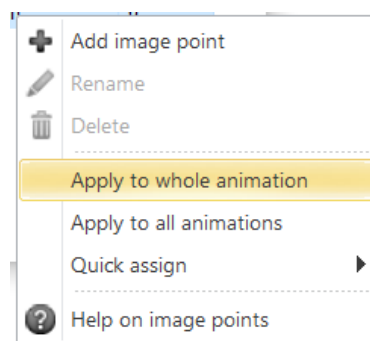 Add image point
Rename
Delete
Apply to whole animation
Apply to all animations
Quick assign
Help on image points